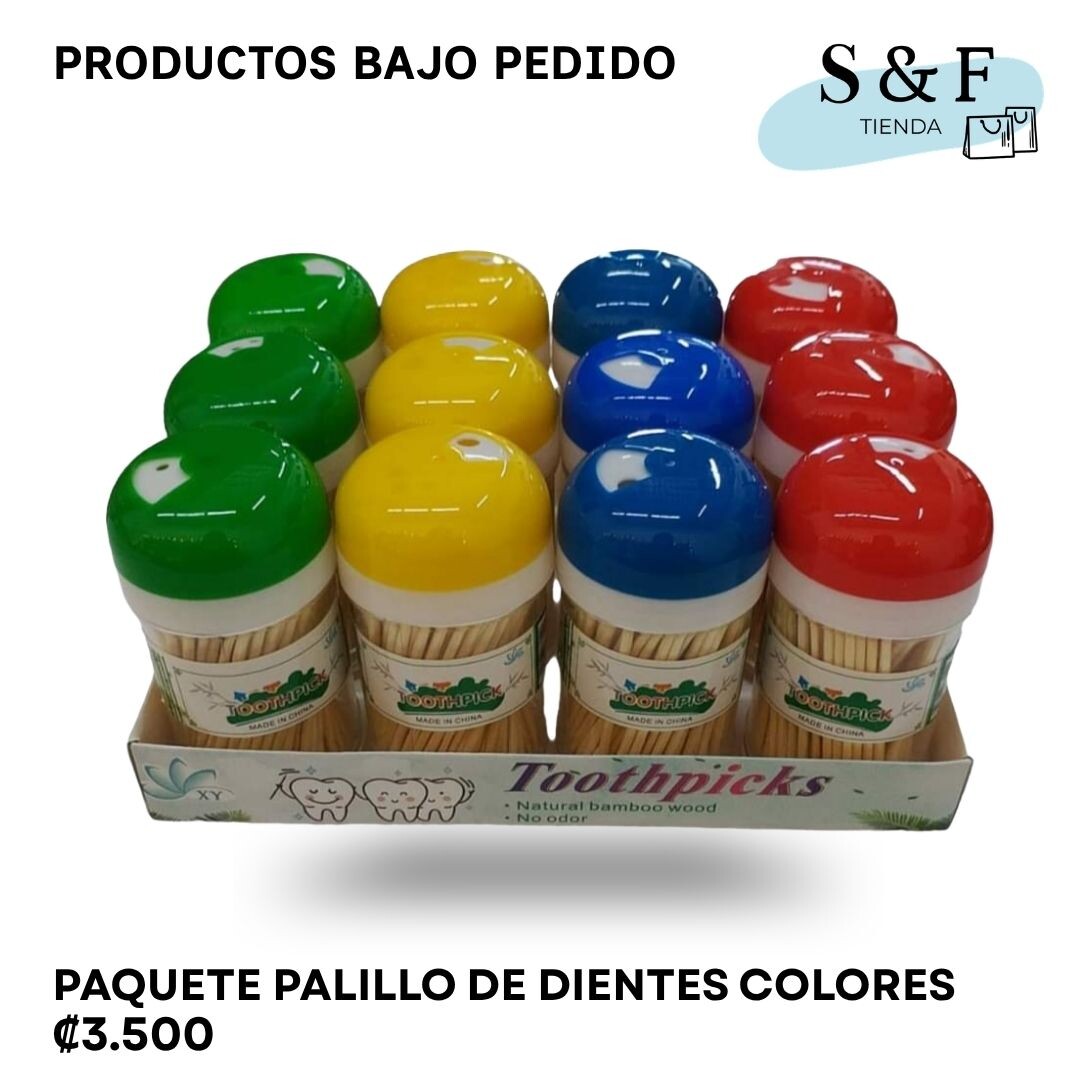 PRODUCTOS BAJO PEDIDO
S & F
TIENDA
TOOTHPICK
MADE IN CHINA
TOOTHPICK
MADE IN CHINA
TOOTHPICK
MADE IN CHINA
TOOTHPICK
MADE IN CHINA
XY
Toothpicks
• Natural bamboo wood
• No odor
PAQUETE PALILLO DE DIENTES COLORES
₡3.500